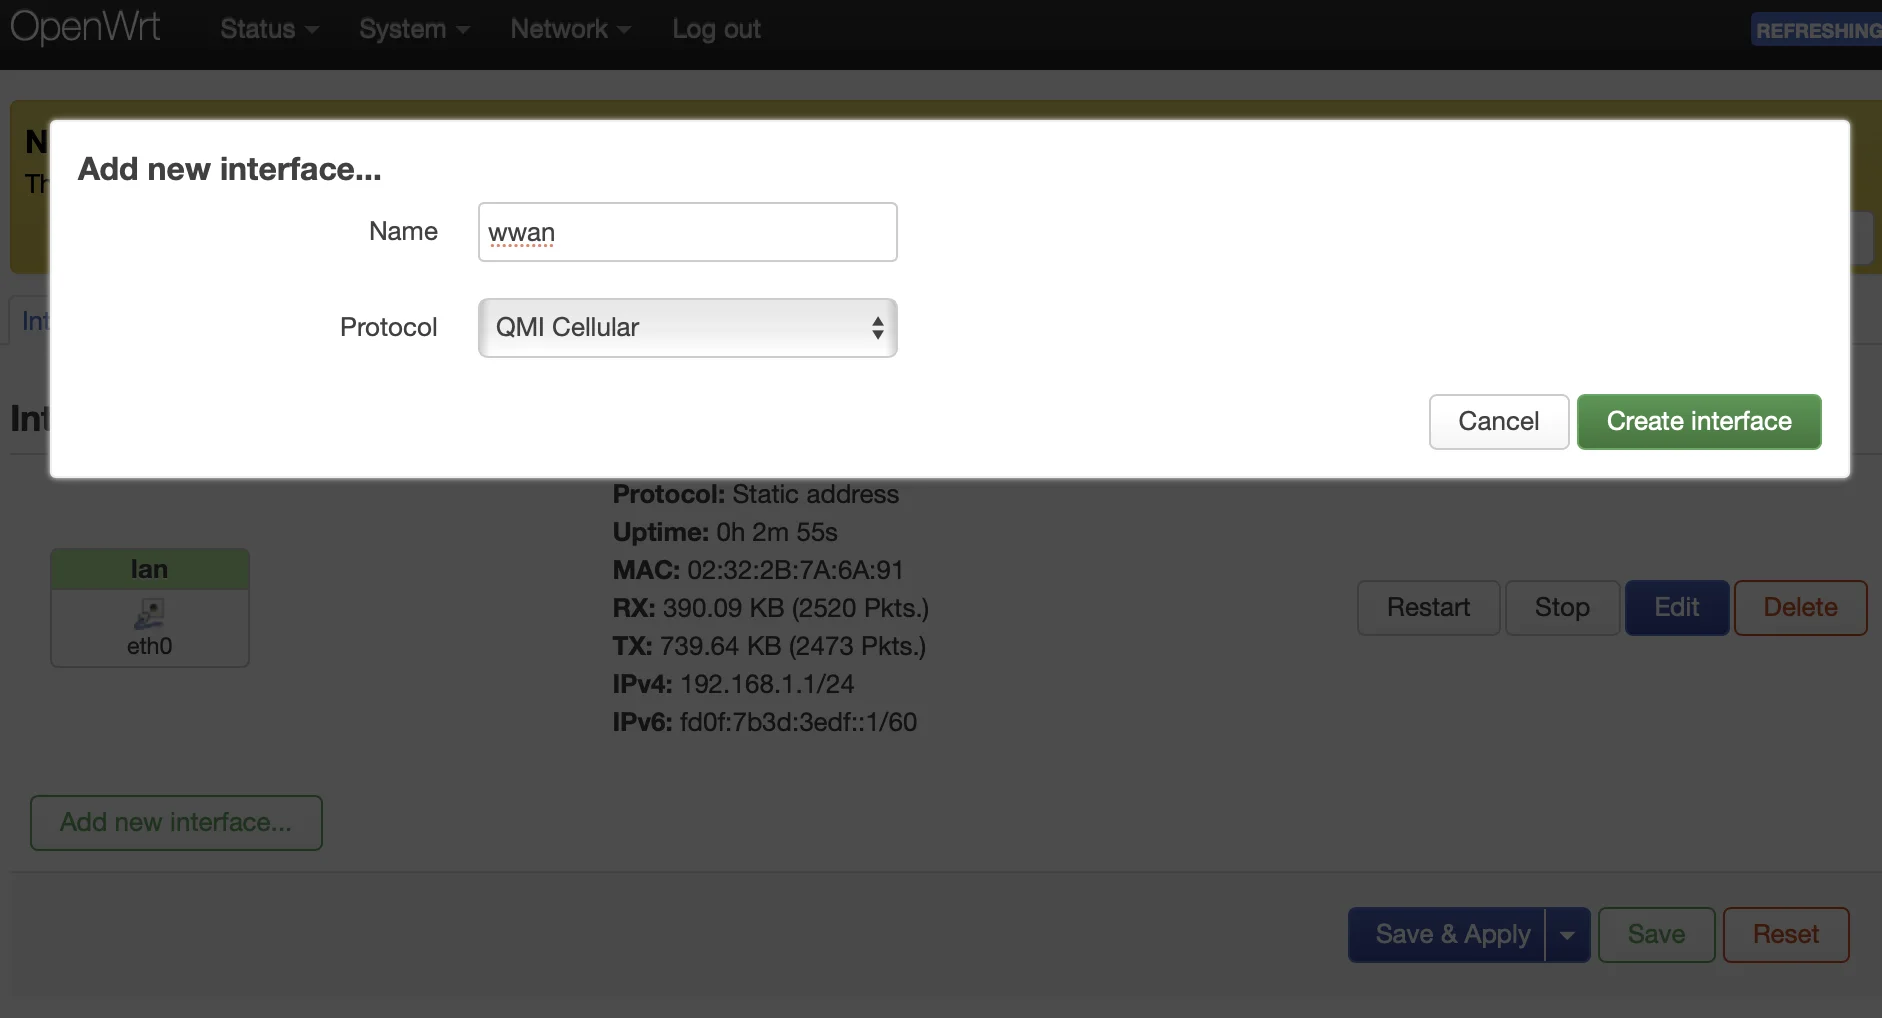 OpenWrt Status System Network Log out REFRESHING
N
Th
Add new interface...
Name wwan
Protocol QMI Cellular
Cancel Create interface
Int
Int
Protocol: Static address
Uptime: 0h 2m 55s
MAC: 02:32:2B:7A:6A:91
RX: 390.09 KB (2520 Pkts.)
TX: 739.64 KB (2473 Pkts.)
IPv4: 192.168.1.1/24
IPv6: fd0f:7b3d:3edf::1/60
lan
eth0
Restart Stop Edit Delete
Add new interface...
Save & Apply Save Reset